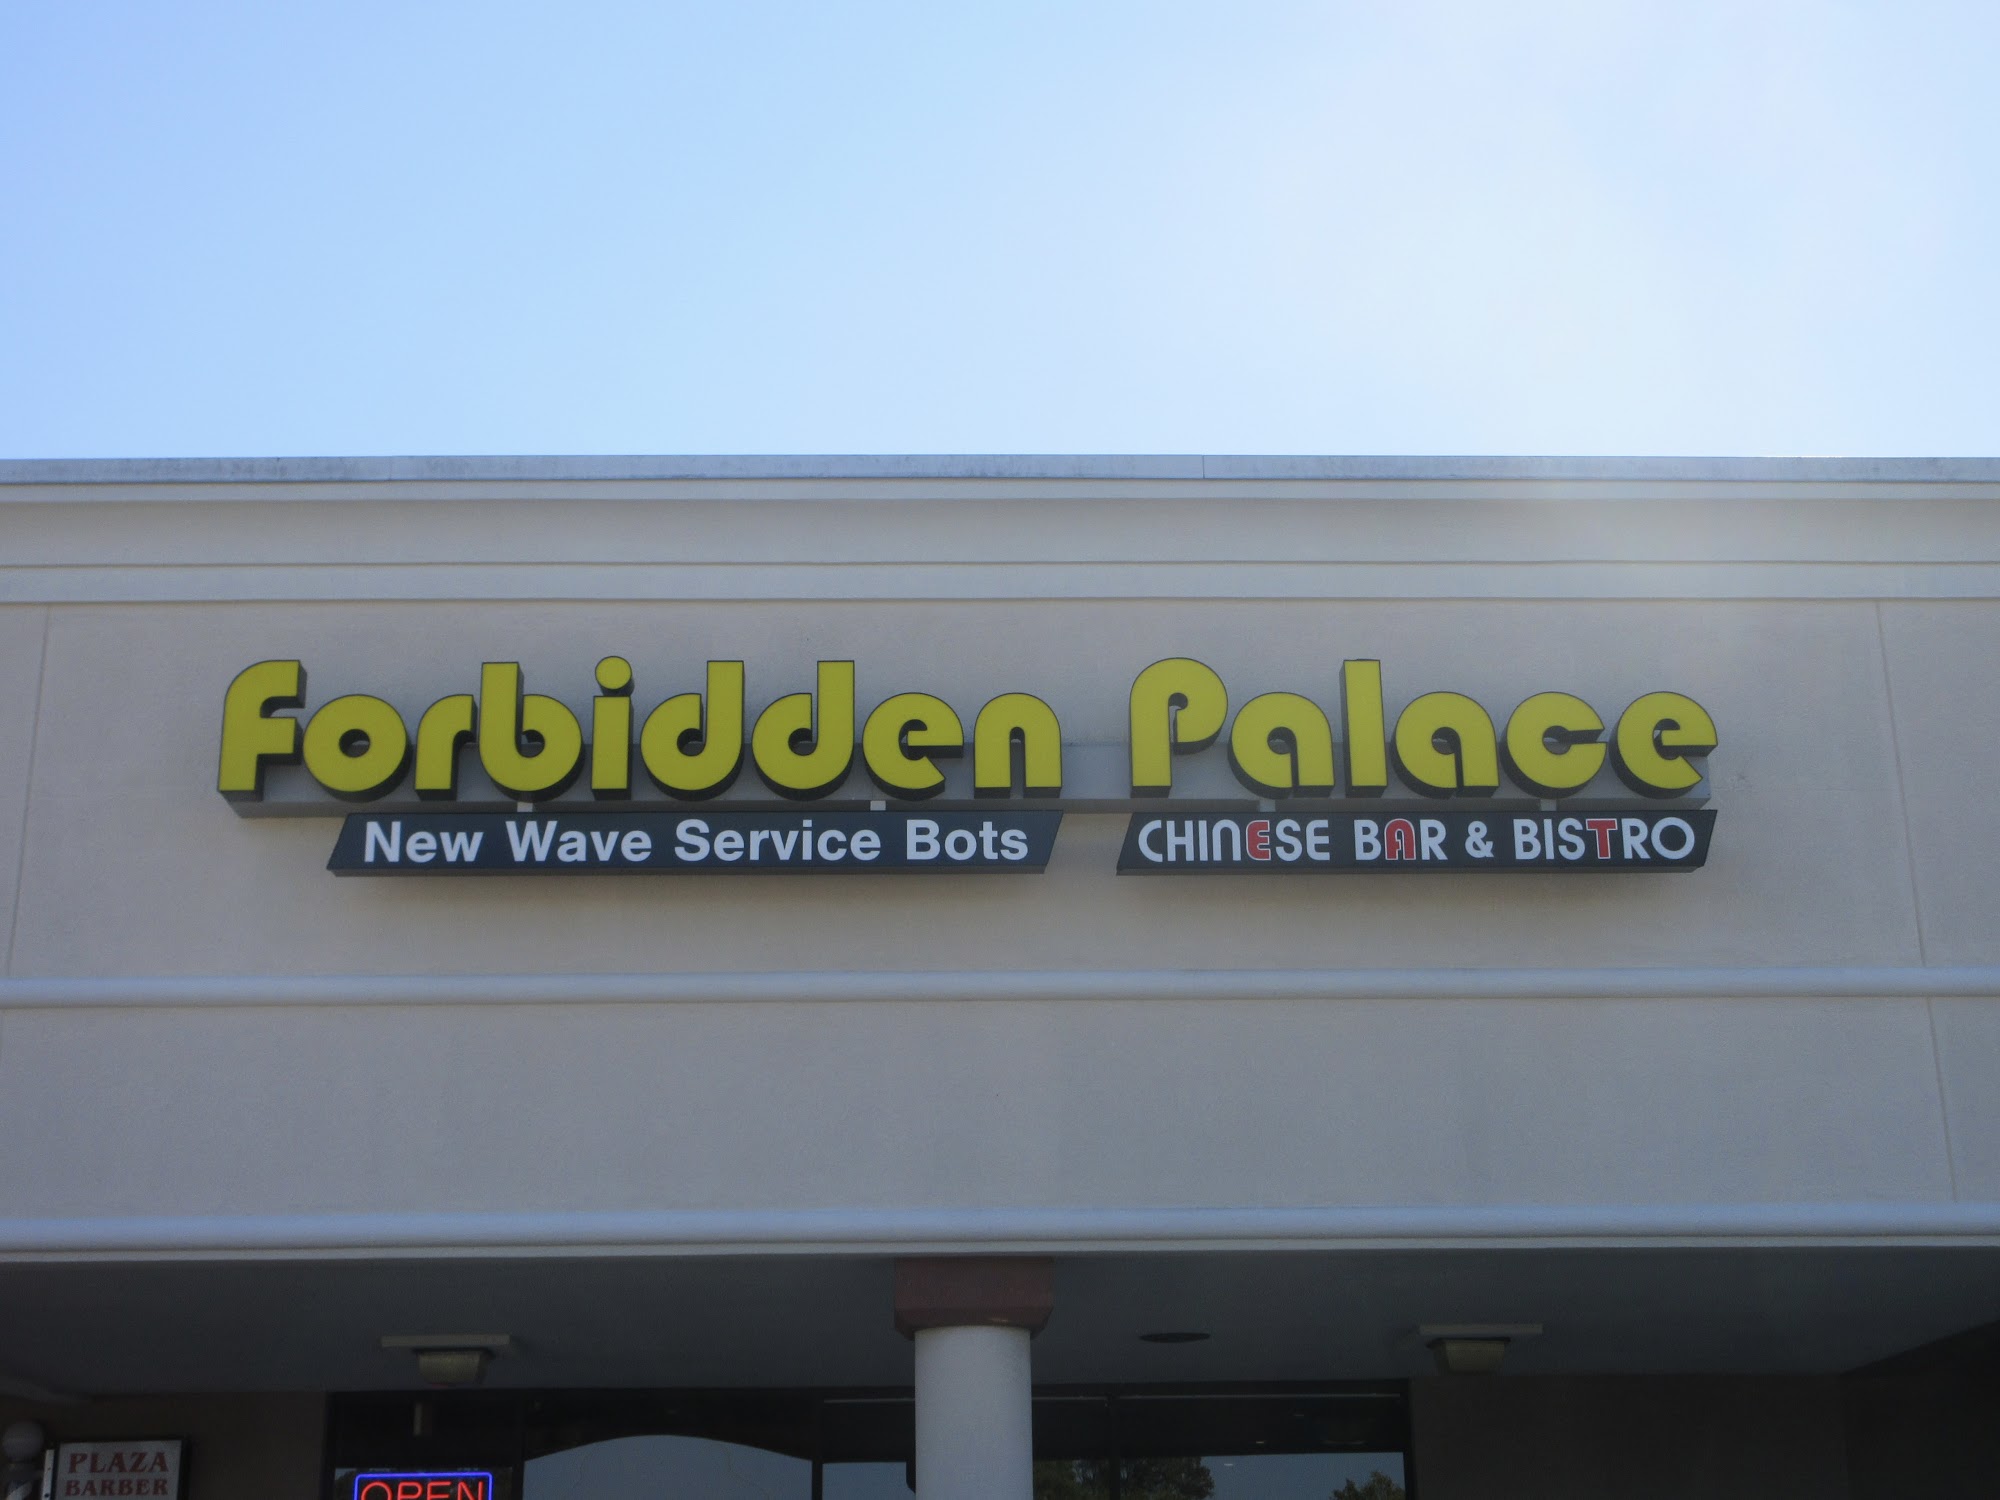 Forbidden Palace
New Wave Service Bots
CHINESE BAR & BISTRO
PLAZA
BARBER
OPEN